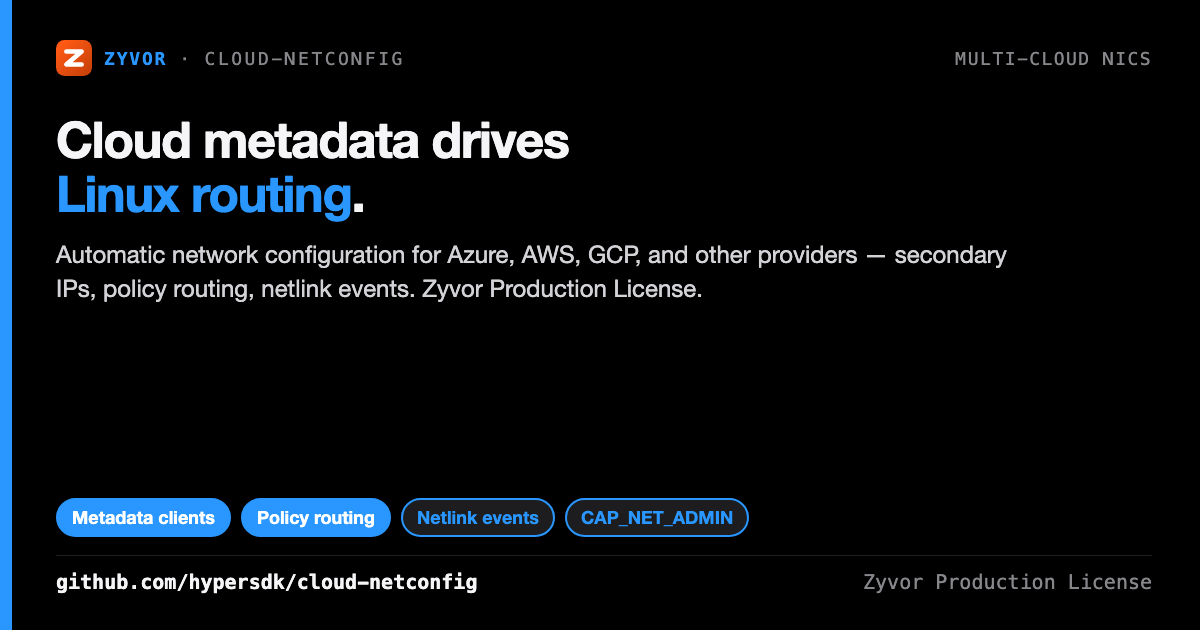 Z ZYVOR · CLOUD-NETCONFIG
MULTI-CLOUD NICS
Cloud metadata drives
Linux routing.
Automatic network configuration for Azure, AWS, GCP, and other providers — secondary
IPs, policy routing, netlink events. Zyvor Production License.
Metadata clients
Policy routing
Netlink events
CAP_NET_ADMIN
github.com/hypersdk/cloud-netconfig
Zyvor Production License